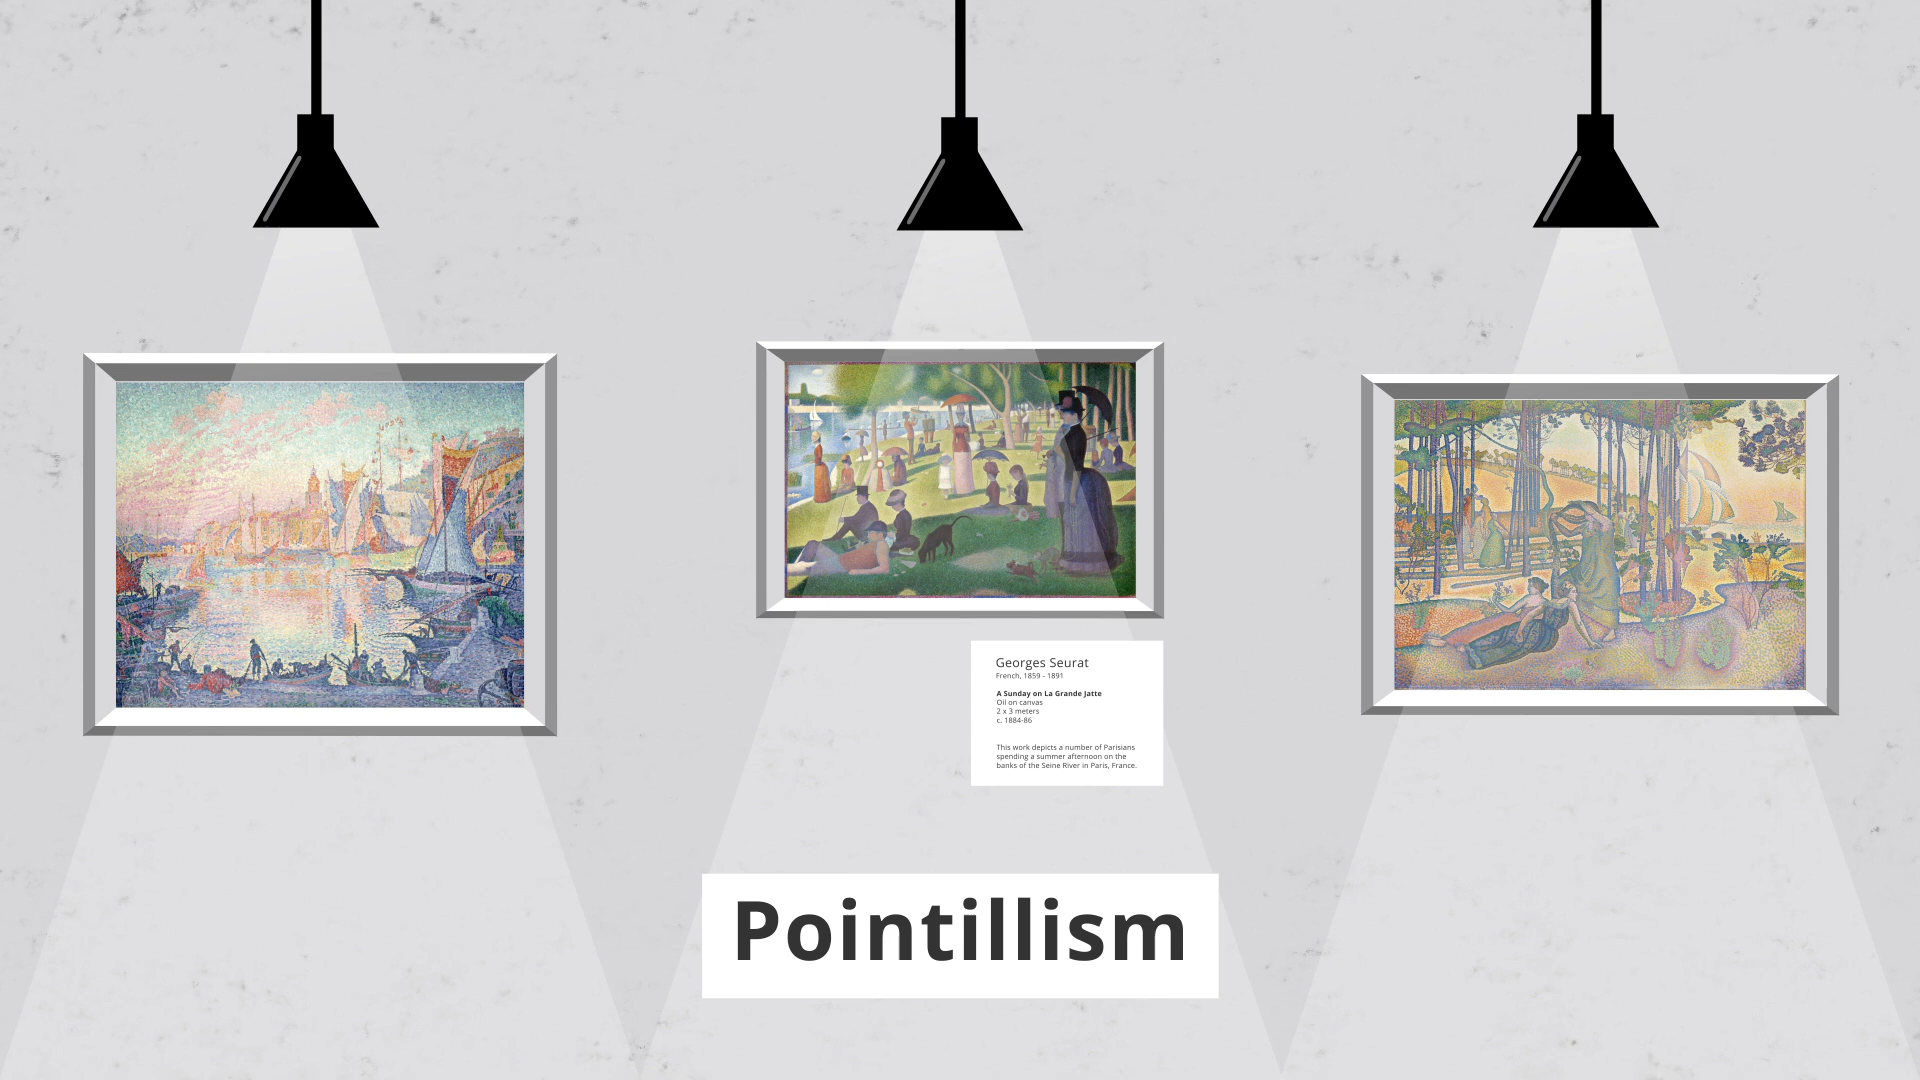 Georges Seurat
French, 1859 - 1891
A Sunday on La Grande Jatte
Oil on canvas
2 x 3 meters
c. 1884-86
This work depicts a number of Parisians
spending a summer afternoon on the
banks of the Seine River in Paris, France.
Pointillism